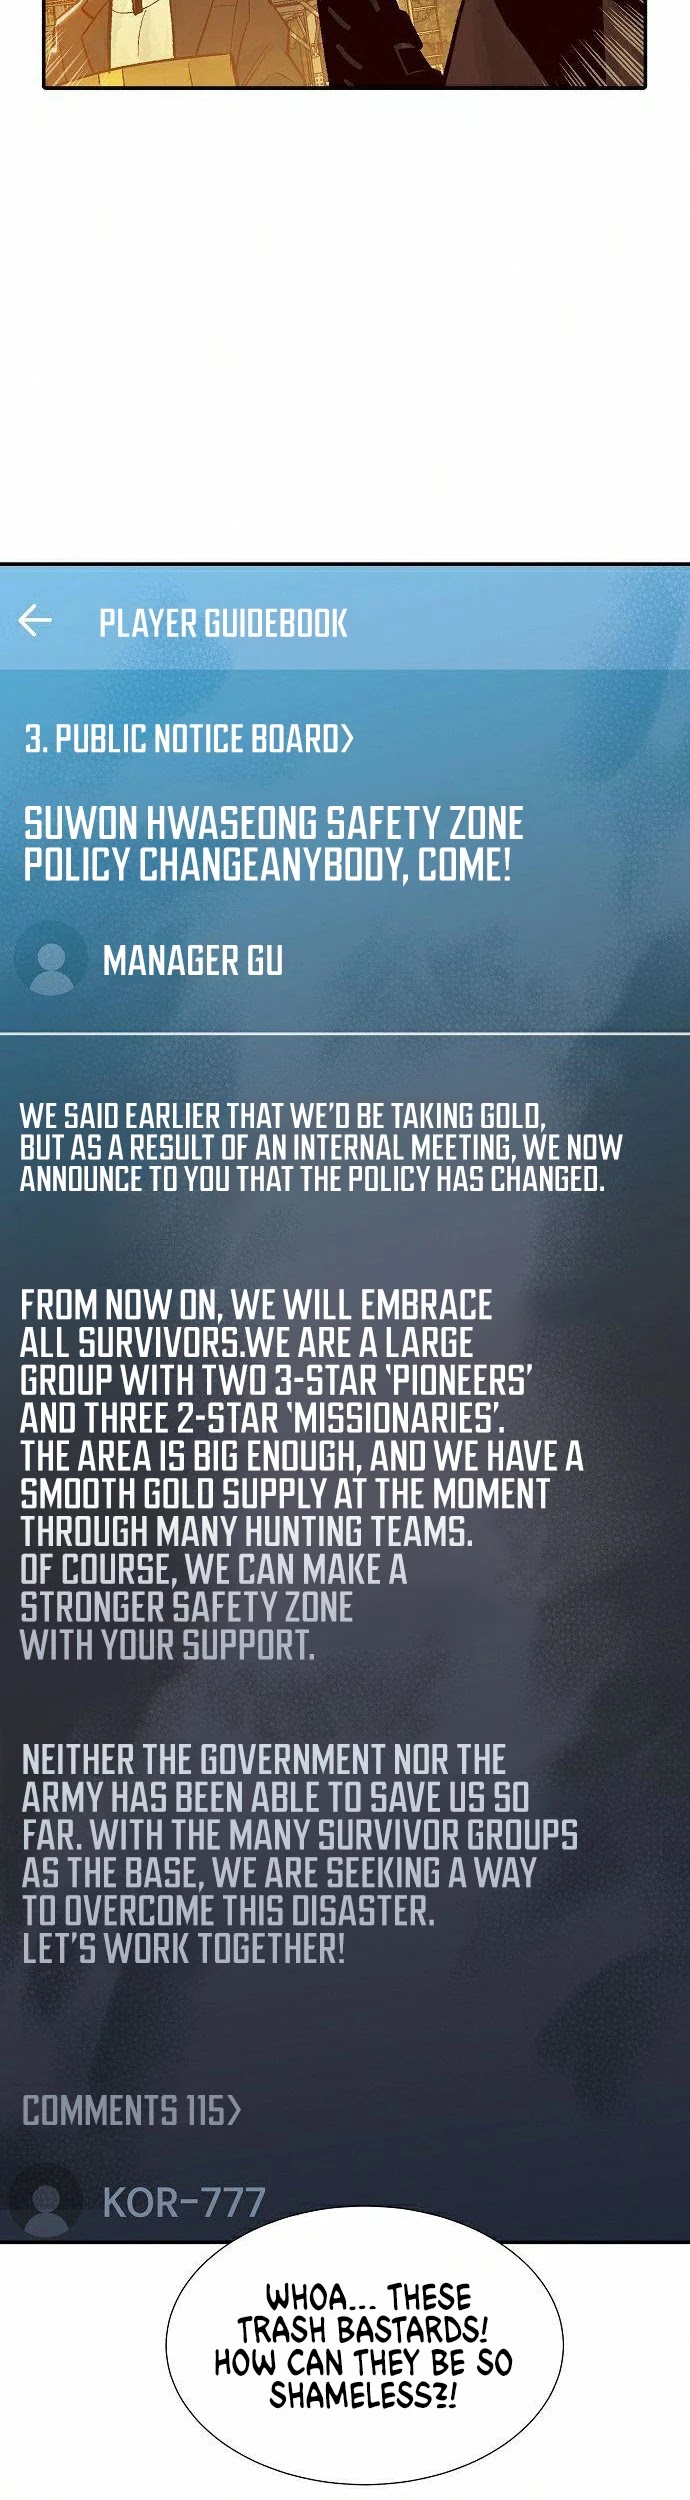 PLAYER GUIDEBOOK
3. PUBLIC NOTICE BOARD>
SUWON HWASEONG SAFETY ZONE
POLICY CHANGEANYBODY, COME!
MANAGER GU
WE SAID EARLIER THAT WE'D BE TAKING GOLD,
BUT AS A RESULT OF AN INTERNAL MEETING, WE NOW
ANNOUNCE TO YOU THAT THE POLICY HAS CHANGED.
FROM NOW ON, WE WILL EMBRACE
ALL SURVIVORS.WE ARE A LARGE
GROUP WITH TWO 3-STAR 'PIONEERS'
AND THREE 2-STAR 'MISSIONARIES'.
THE AREA IS BIG ENOUGH, AND WE HAVE A
SMOOTH GOLD SUPPLY AT THE MOMENT
THROUGH MANY HUNTING TEAMS.
OF COURSE, WE CAN MAKE A
STRONGER SAFETY ZONE
WITH YOUR SUPPORT.
NEITHER THE GOVERNMENT NOR THE
ARMY HAS BEEN ABLE TO SAVE US SO
FAR. WITH THE MANY SURVIVOR GROUPS
AS THE BASE, WE ARE SEEKING A WAY
TO OVERCOME THIS DISASTER.
LET'S WORK TOGETHER!
COMMENTS 115>
KOR-777
WHOA... THESE
TRASH BASTARDS!
HOW CAN THEY BE SO
SHAMELESS?!